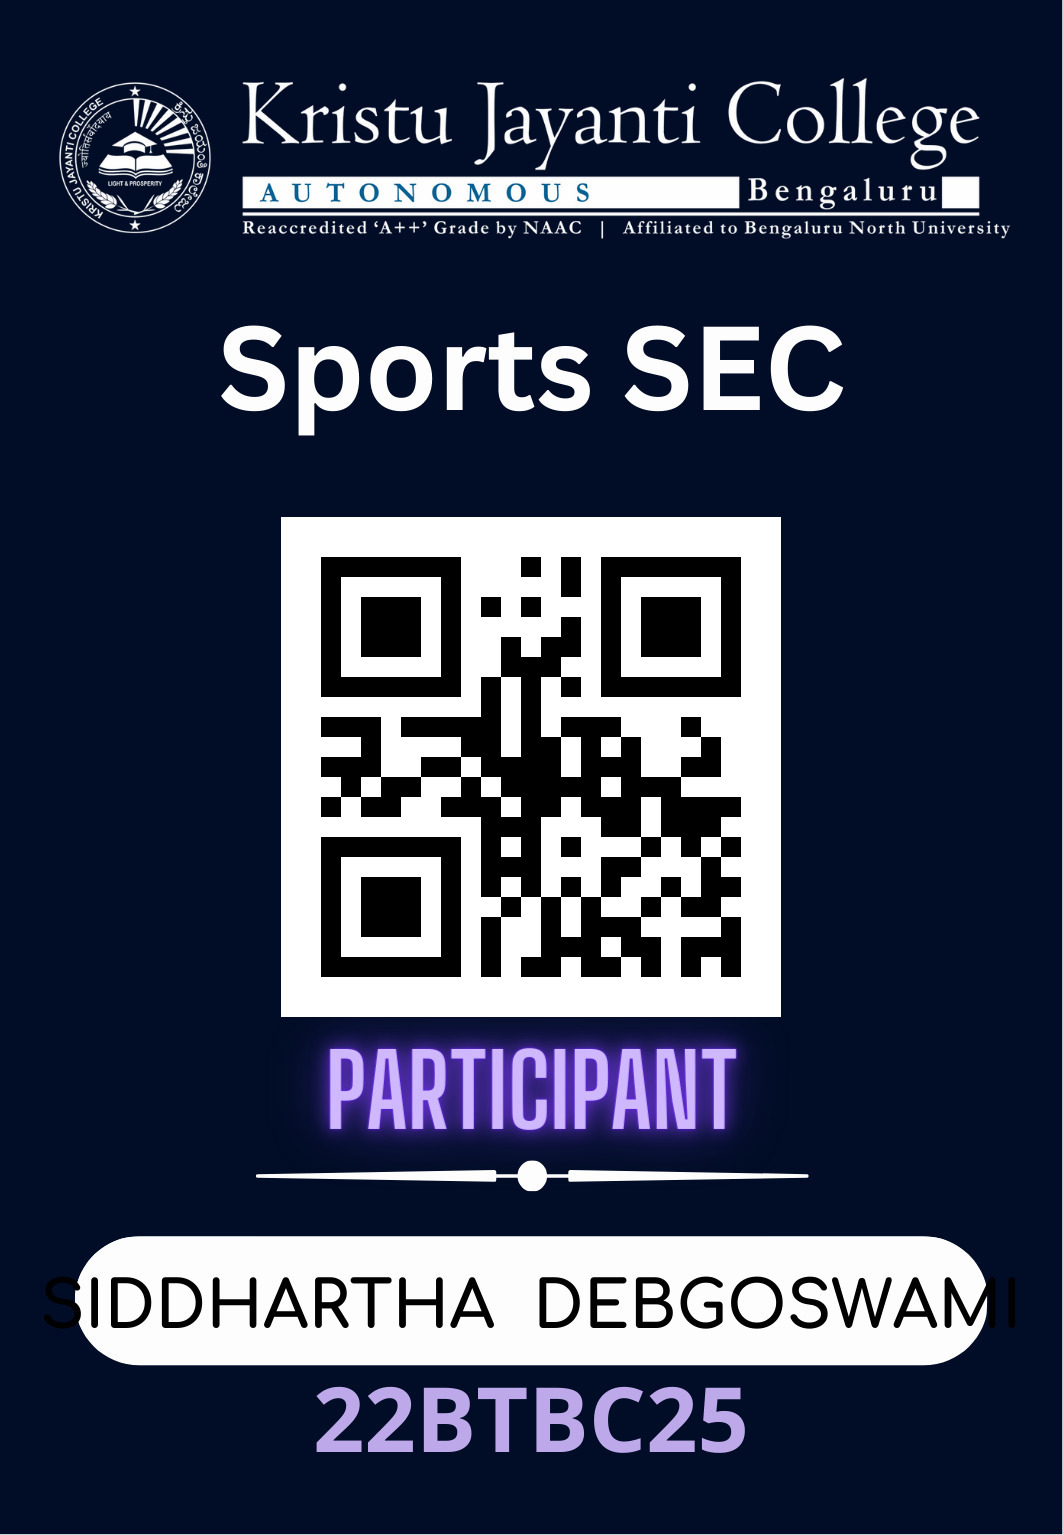 KRISTU JAYANTI COLLEGE
LIGHT & PROSPERITY
Kristu Jayanti College
AUTONOMOUS Bengaluru
Reaccredited ‘A++’ Grade by NAAC | Affiliated to Bengaluru North University
Sports SEC
PARTICIPANT
SIDDHARTHA DEBGOSWAMI
22BTBC25